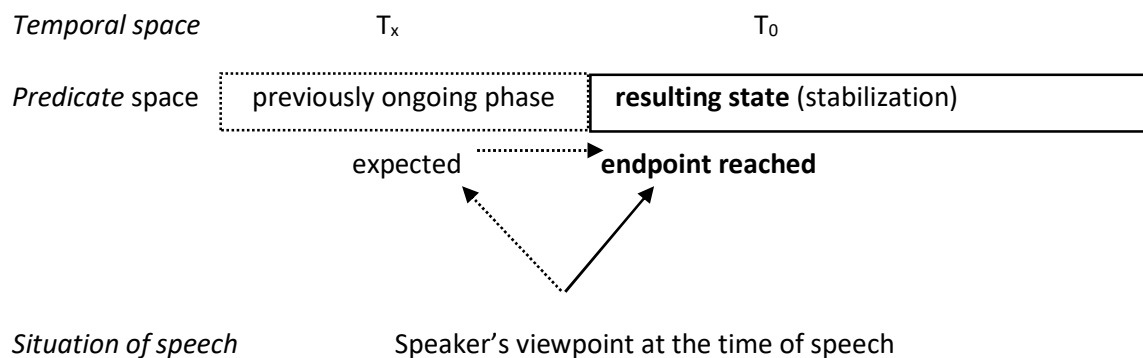 Temporal space Tx T0
Predicate space previously ongoing phase resulting state (stabilization)
expected endpoint reached
Situation of speech Speaker's viewpoint at the time of speech